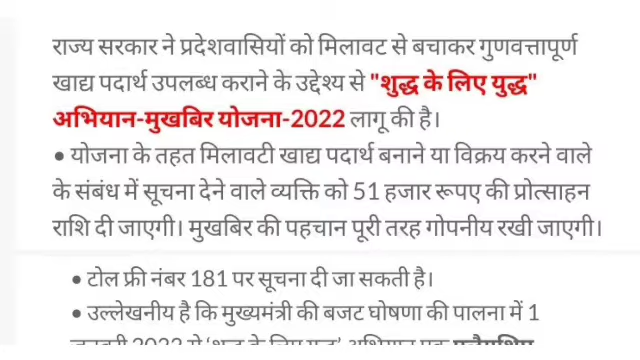 राज्य सरकार ने प्रदेशवासियों को मिलावट से बचाकर गुणवत्तापूर्ण
खाद्य पदार्थ उपलब्ध कराने के उद्देश्य से "शुद्ध के लिए युद्ध"
अभियान-मुखबिर योजना-2022 लागू की है।
• योजना के तहत मिलावटी खाद्य पदार्थ बनाने या विक्रय करने वाले
के संबंध में सूचना देने वाले व्यक्ति को 51 हजार रूपए की प्रोत्साहन
राशि दी जाएगी। मुखबिर की पहचान पूरी तरह गोपनीय रखी जाएगी।
• टोल फ्री नंबर 181 पर सूचना दी जा सकती है।
• उल्लेखनीय है कि मुख्यमंत्री की बजट घोषणा की पालना में 1